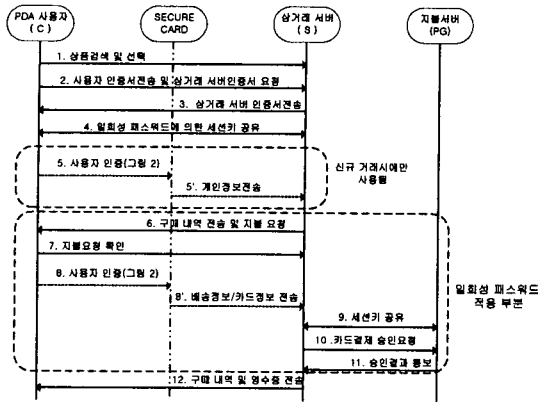 PDA 사용자
( C )
SECURE
CARD
상거래 서버
( S )
지불서버
(PG)
1. 상품검색 및 선택
2. 사용자 인증서전송 및 상거래 서버인증서 요청
3. 상거래 서버 인증서전송
4. 일회성 패스워드에 의한 세션키 공유
5. 사용자 인증(그림 2)
5'. 개인정보전송
신규 거래시에만
사용됨
6. 구매 내역 전송 및 지불 요청
7. 지불요청 확인
8. 사용자 인증(그림 2)
8'. 배송정보/카드정보 전송
일회성 패스워드
적용 부분
9. 세션키 공유
10 .카드결제 승인요청
11. 승인결과 통보
12. 구매 내역 및 영수증 전송